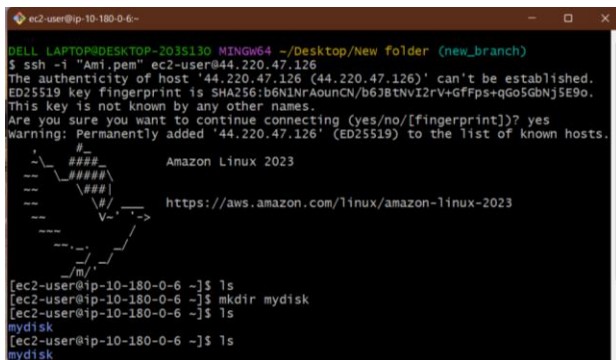 ec2-user@ip-10-180-0-6:~
DELL LAPTOP@DESKTOP-2O3S13O MINGW64 ~/Desktop/New folder (new_branch)
$ ssh -i "Ami.pem" ec2-user@44.220.47.126
The authenticity of host '44.220.47.126 (44.220.47.126)' can't be established.
ED25519 key fingerprint is SHA256:b6N1NrAounCN/b6JBtNvI2rV+GfFps+qGo5GbNj5E9o.
This key is not known by any other names.
Are you sure you want to continue connecting (yes/no/[fingerprint])? yes
Warning: Permanently added '44.220.47.126' (ED25519) to the list of known hosts.
   ,     #_
   ~\_  ####_        Amazon Linux 2023
  ~~  \_#####\
  ~~     \###|
  ~~       \#/ ___   https://aws.amazon.com/linux/amazon-linux-2023
   ~~       V~' '->
    ~~~         /
      ~~._.   _/
         _/ _/
       _/m/'
[ec2-user@ip-10-180-0-6 ~]$ ls
[ec2-user@ip-10-180-0-6 ~]$ mkdir mydisk
[ec2-user@ip-10-180-0-6 ~]$ ls
mydisk
[ec2-user@ip-10-180-0-6 ~]$ ls
mydisk